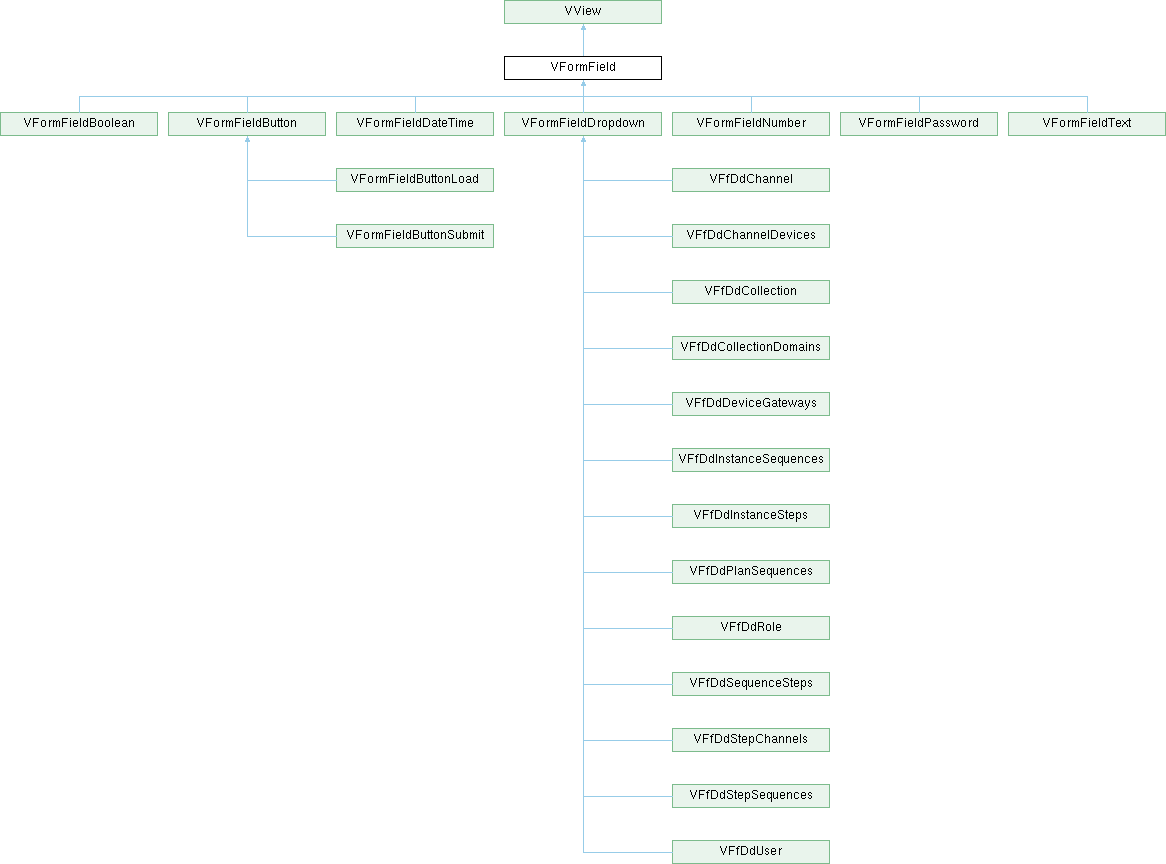 VView
VFormField
VFormFieldBoolean
VFormFieldButton
VFormFieldDateTime
VFormFieldDropdown
VFormFieldNumber
VFormFieldPassword
VFormFieldText
VFormFieldButtonLoad
VFfDdChannel
VFormFieldButtonSubmit
VFfDdChannelDevices
VFfDdCollection
VFfDdCollectionDomains
VFfDdDeviceGateways
VFfDdInstanceSequences
VFfDdInstanceSteps
VFfDdPlanSequences
VFfDdRole
VFfDdSequenceSteps
VFfDdStepChannels
VFfDdStepSequences
VFfDdUser